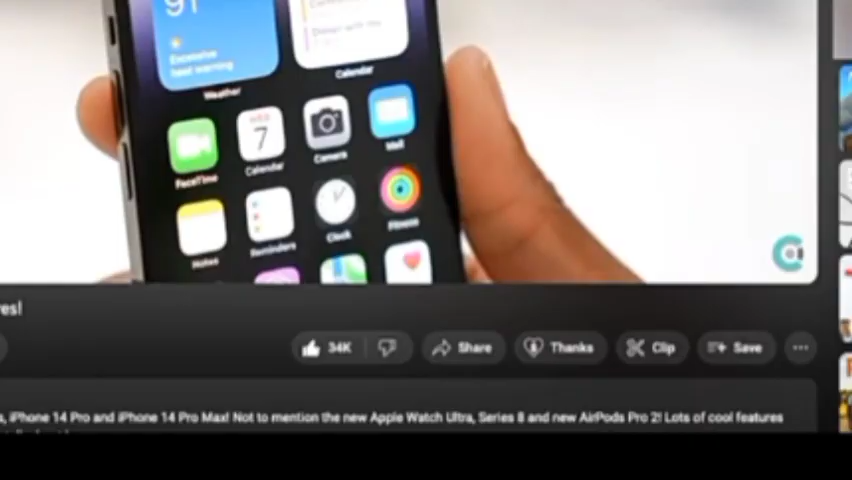 91
Excessive
heat warning
Weather
Calendar
FaceTime
WED
7
Calendar
Camera
Mail
Notes
Reminders
Clock
Fitness
es!
34K
Share
Thanks
Clip
Save
, iPhone 14 Pro and iPhone 14 Pro Max! Not to mention the new Apple Watch Ultra, Series 8 and new AirPods Pro 2! Lots of cool features